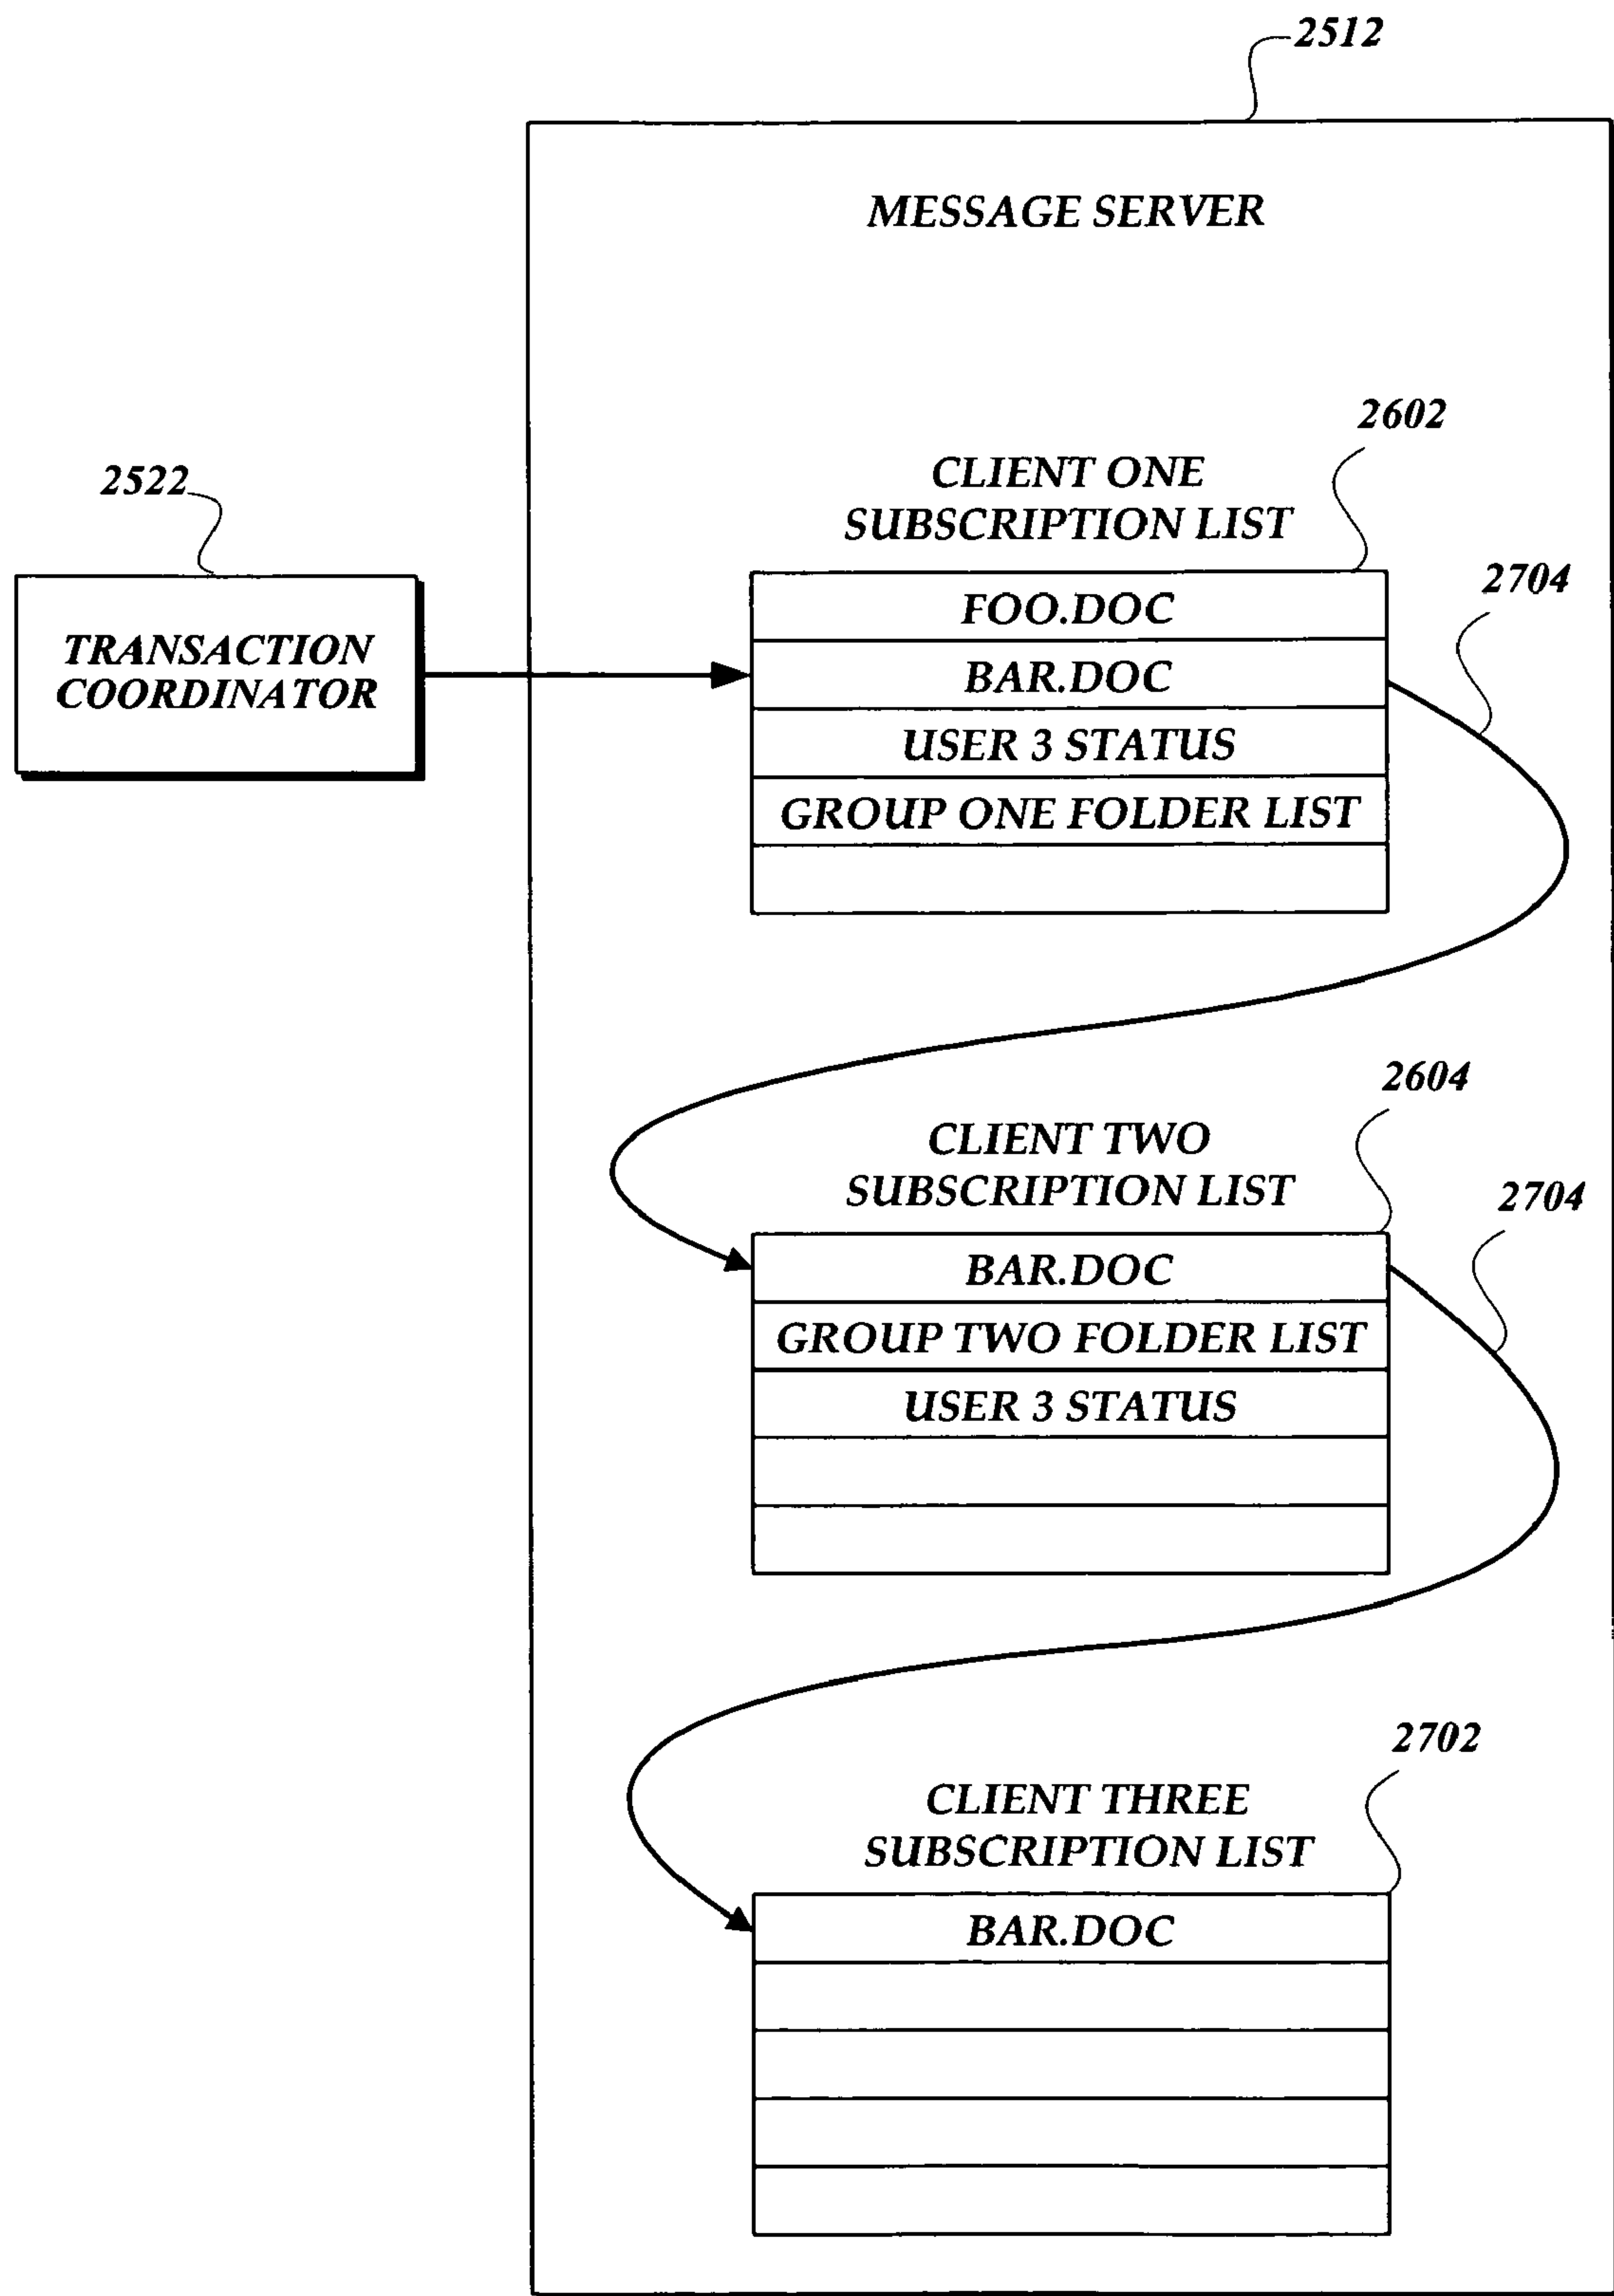 2512
MESSAGE SERVER
2602
CLIENT ONE
SUBSCRIPTION LIST
2522
2704
TRANSACTION
COORDINATOR
FOO.DOC
BAR.DOC
USER 3 STATUS
GROUP ONE FOLDER LIST
2604
CLIENT TWO
SUBSCRIPTION LIST
2704
BAR.DOC
GROUP TWO FOLDER LIST
USER 3 STATUS
2702
CLIENT THREE
SUBSCRIPTION LIST
BAR.DOC